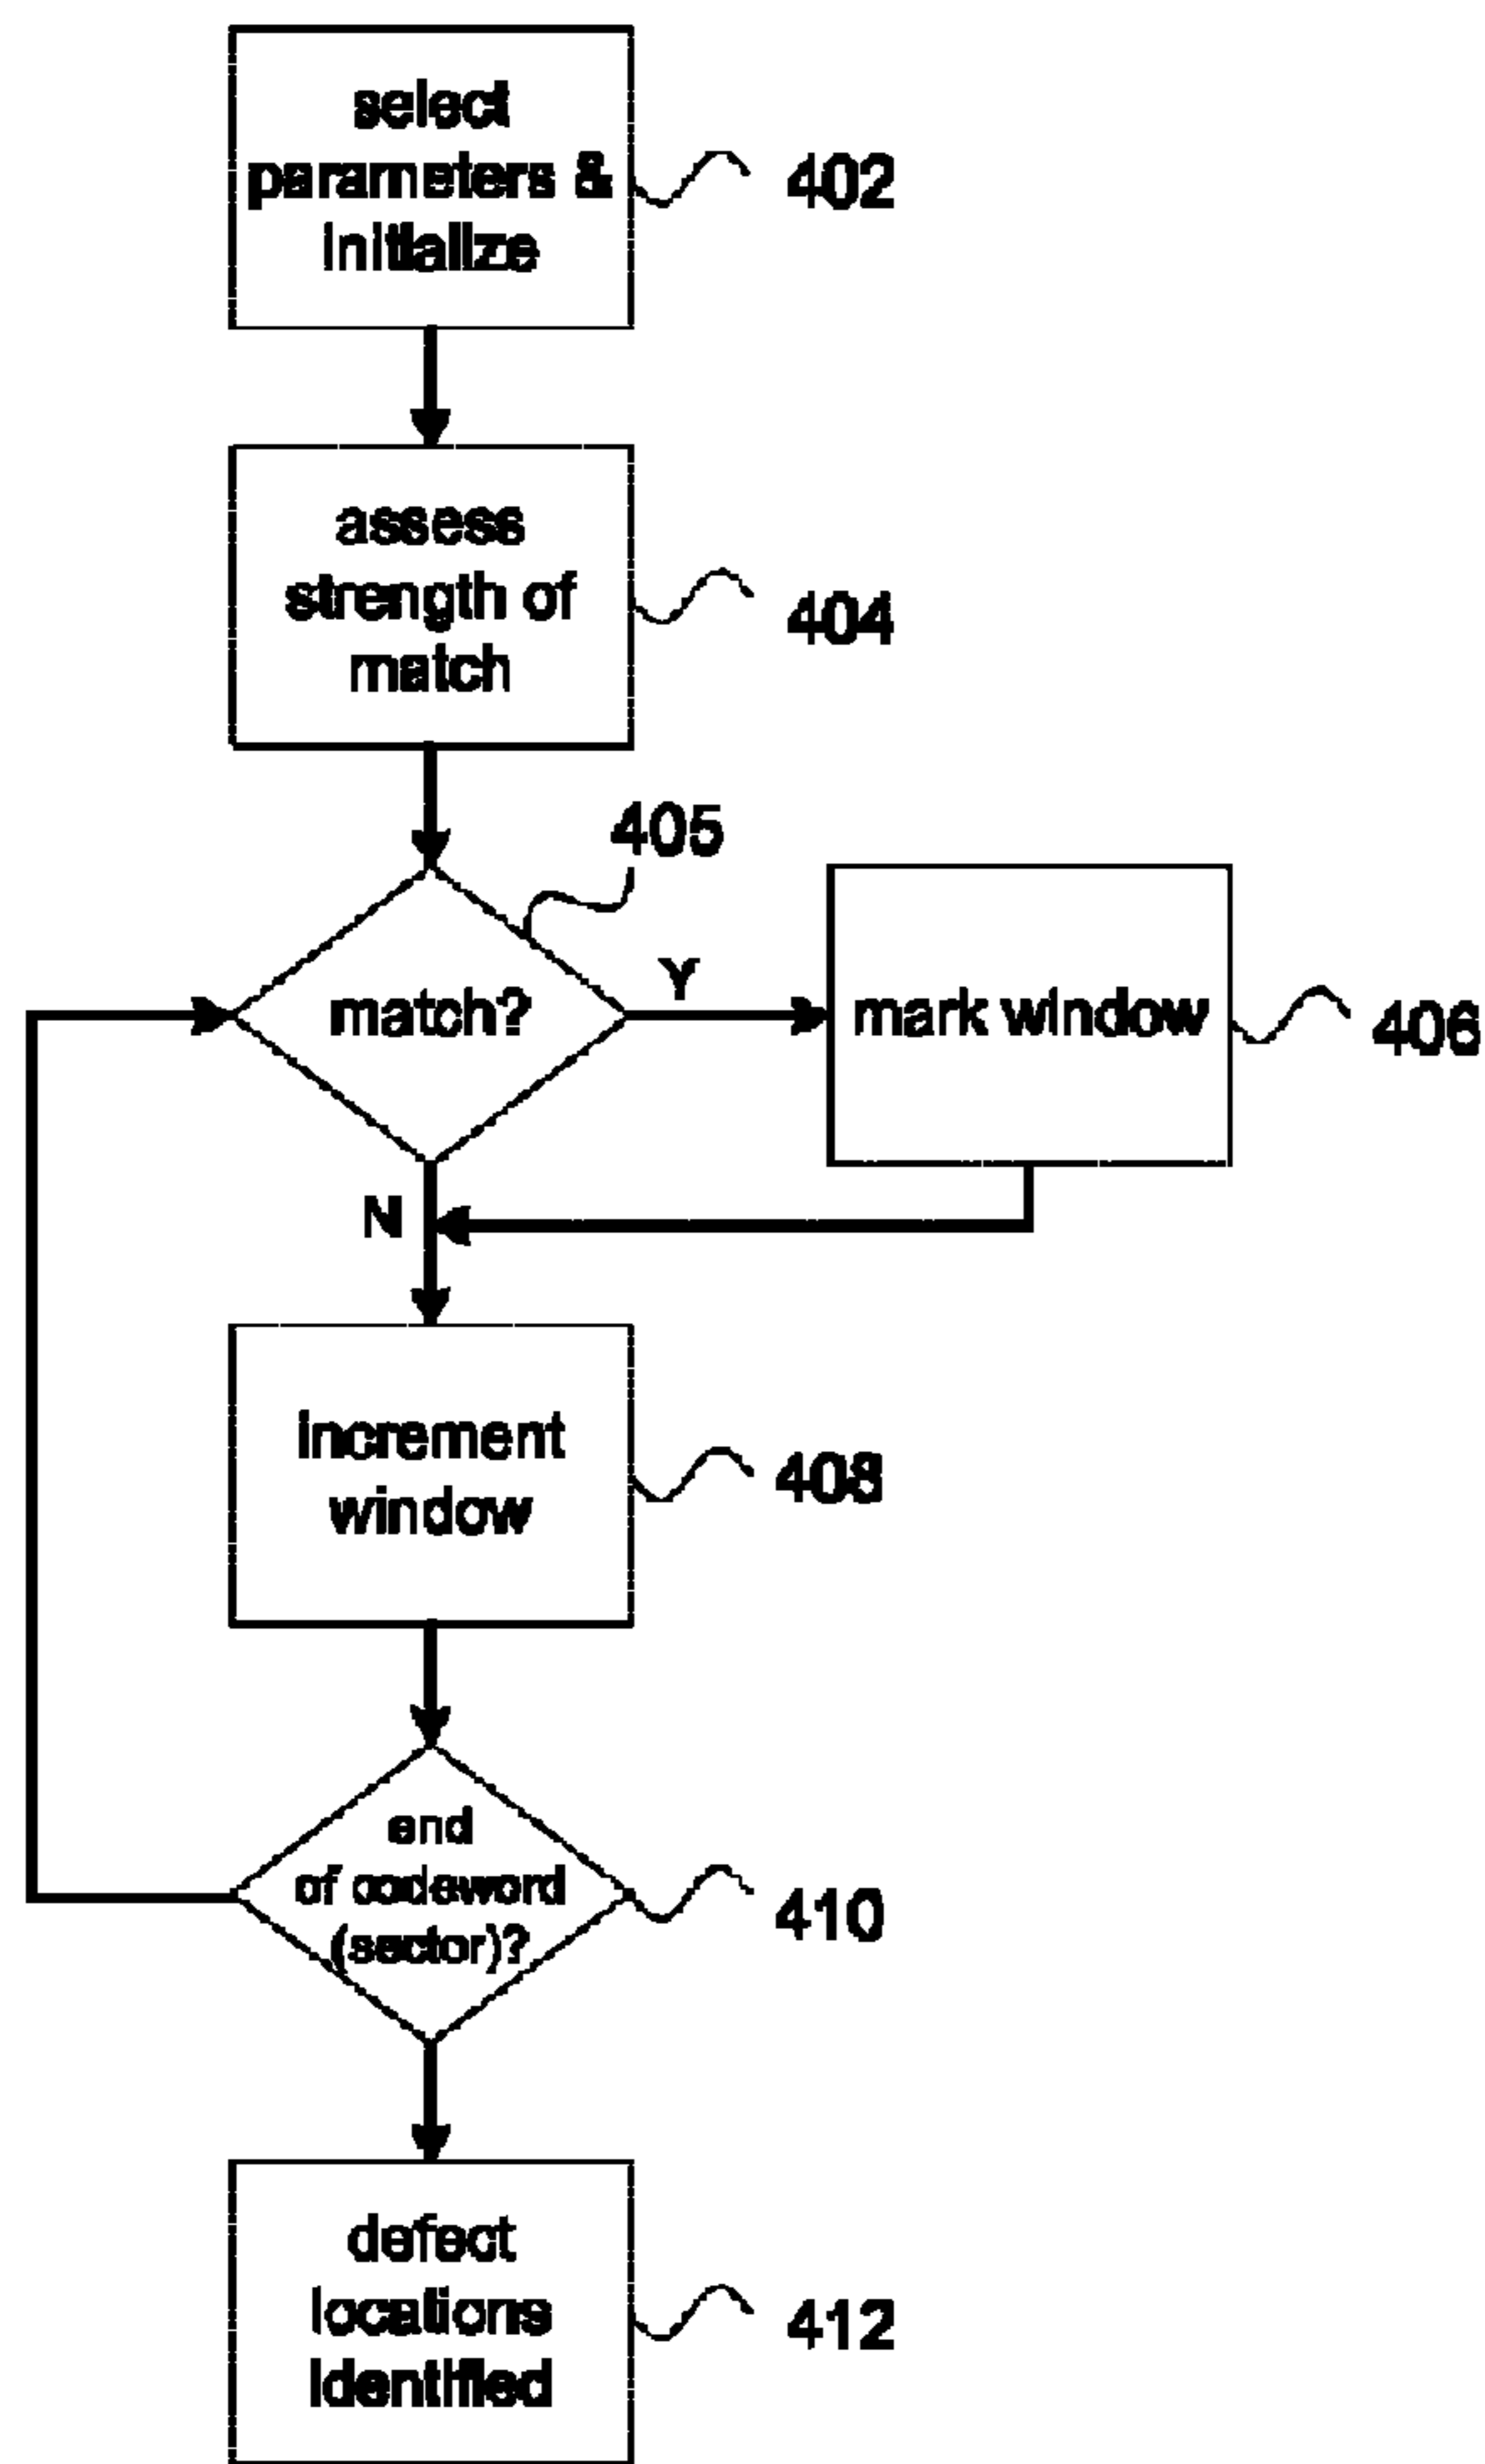 select
parameters &
initialize
402
assess
strength of
match
404
405
match?
Y
mark window
406
N
increment
window
408
end
of codeword
(sector)?
410
defect
locations
identified
412